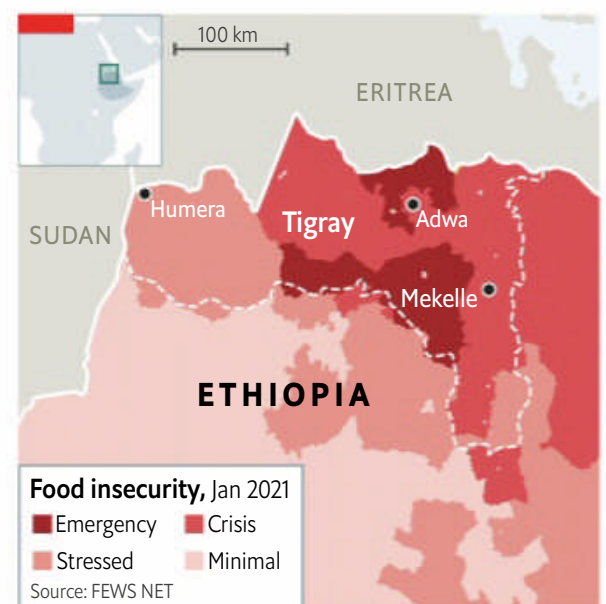 100 km
ERITREA
Humera
Tigray
Adwa
SUDAN
Mekelle
ETHIOPIA
Food insecurity, Jan 2021
Emergency
Crisis
Stressed
Minimal
Source: FEWS NET